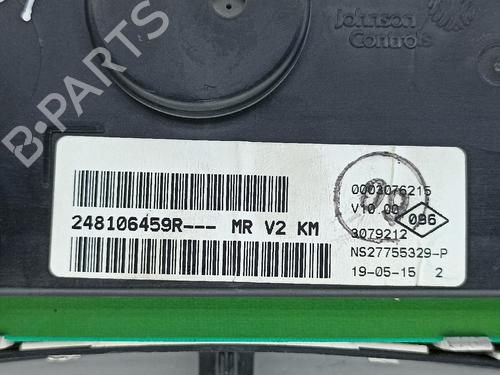 Johnson
Controls
B-PARTS
0003076215
V10.00
096
248106459R--- MR V2 KM
3079212
NS27755329-P
19-05-15 2